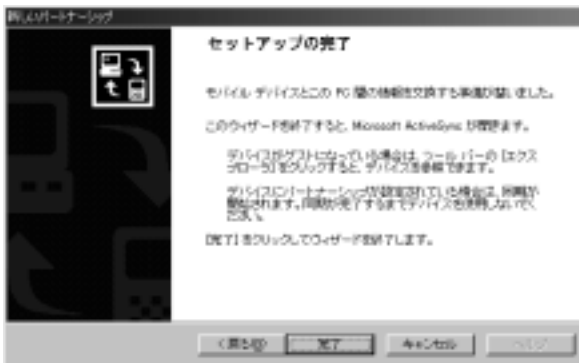 新しいパートナーシップ
セットアップの完了
モバイル デバイスとこの PC 間の情報を交換する準備が整いました。
このウィザードを終了すると、Microsoft ActiveSync が開きます。
デバイスがゲストになっている場合は、ツール バーの [エクス
プローラ] をクリックすると、デバイスを参照できます。
デバイスにパートナーシップが設定されている場合は、同期が
開始されます。同期が完了するまでデバイスを使用しないでく
ださい。
[完了] をクリックしてウィザードを終了します。
< 戻る(B)
完了
キャンセル
ヘルプ